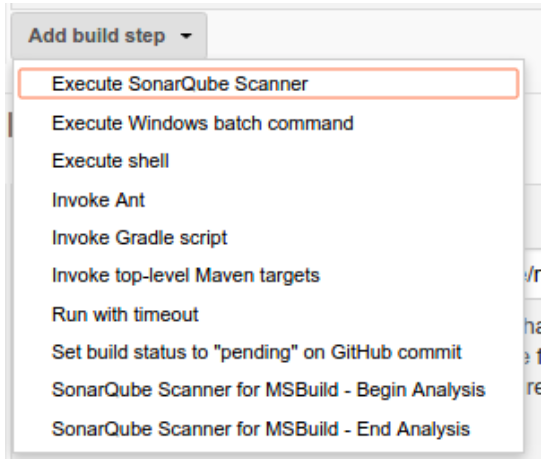 Add build step
Execute SonarQube Scanner
Execute Windows batch command
Execute shell
Invoke Ant
Invoke Gradle script
Invoke top-level Maven targets
Run with timeout
Set build status to "pending" on GitHub commit
SonarQube Scanner for MSBuild - Begin Analysis
SonarQube Scanner for MSBuild - End Analysis